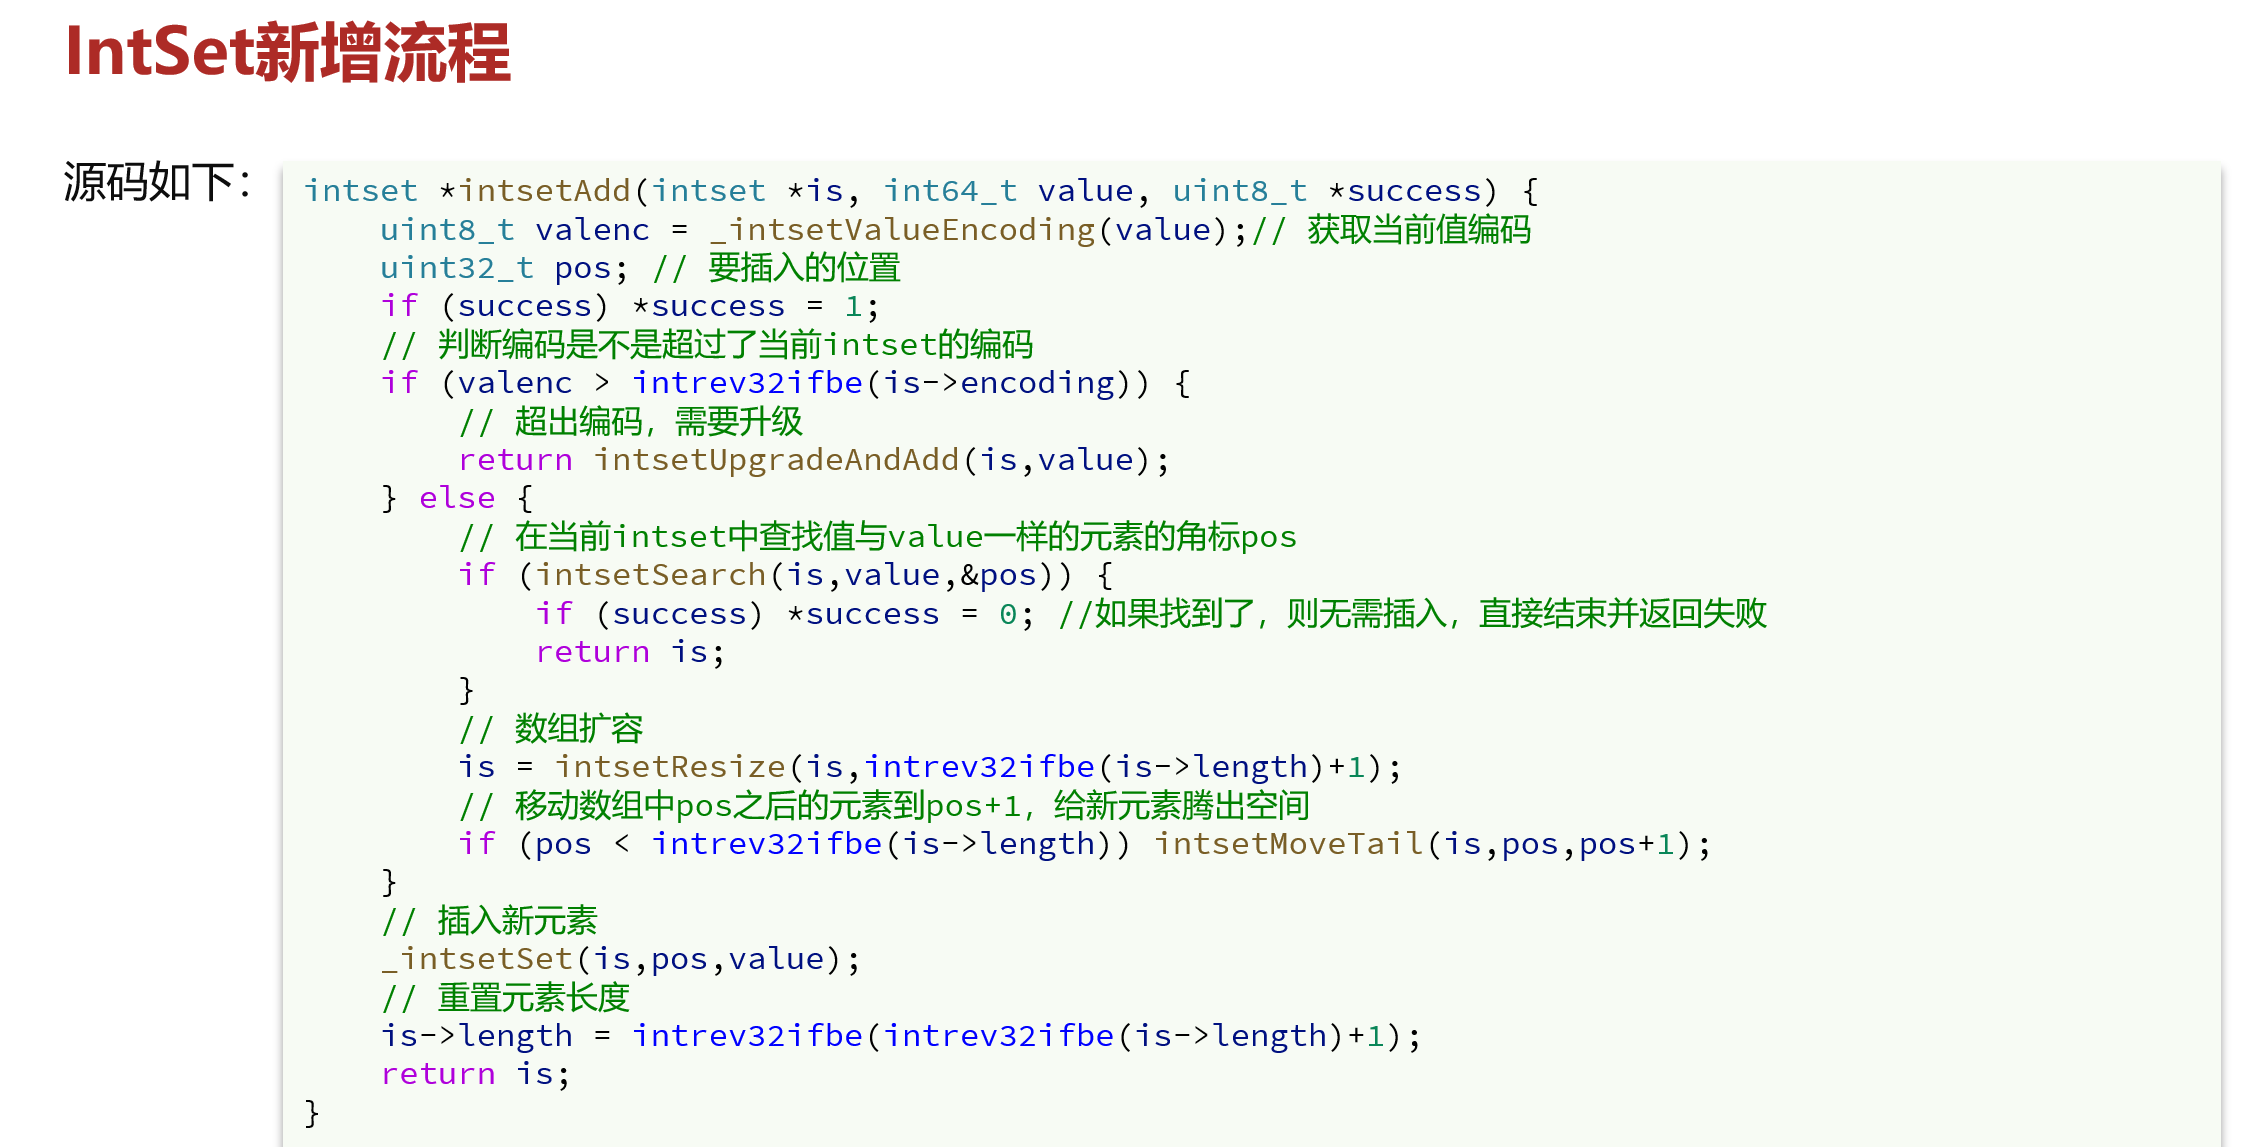 IntSet新增流程
源码如下：
intset *intsetAdd(intset *is, int64_t value, uint8_t *success) {
    uint8_t valenc = _intsetValueEncoding(value);// 获取当前值编码
    uint32_t pos; // 要插入的位置
    if (success) *success = 1;
    // 判断编码是不是超过了当前intset的编码
    if (valenc > intrev32ifbe(is->encoding)) {
        // 超出编码，需要升级
        return intsetUpgradeAndAdd(is,value);
    } else {
        // 在当前intset中查找值与value一样的元素的角标pos
        if (intsetSearch(is,value,&pos)) {
            if (success) *success = 0; //如果找到了，则无需插入，直接结束并返回失败
            return is;
        }
        // 数组扩容
        is = intsetResize(is,intrev32ifbe(is->length)+1);
        // 移动数组中pos之后的元素到pos+1，给新元素腾出空间
        if (pos < intrev32ifbe(is->length)) intsetMoveTail(is,pos,pos+1);
    }
    // 插入新元素
    _intsetSet(is,pos,value);
    // 重置元素长度
    is->length = intrev32ifbe(intrev32ifbe(is->length)+1);
    return is;
}